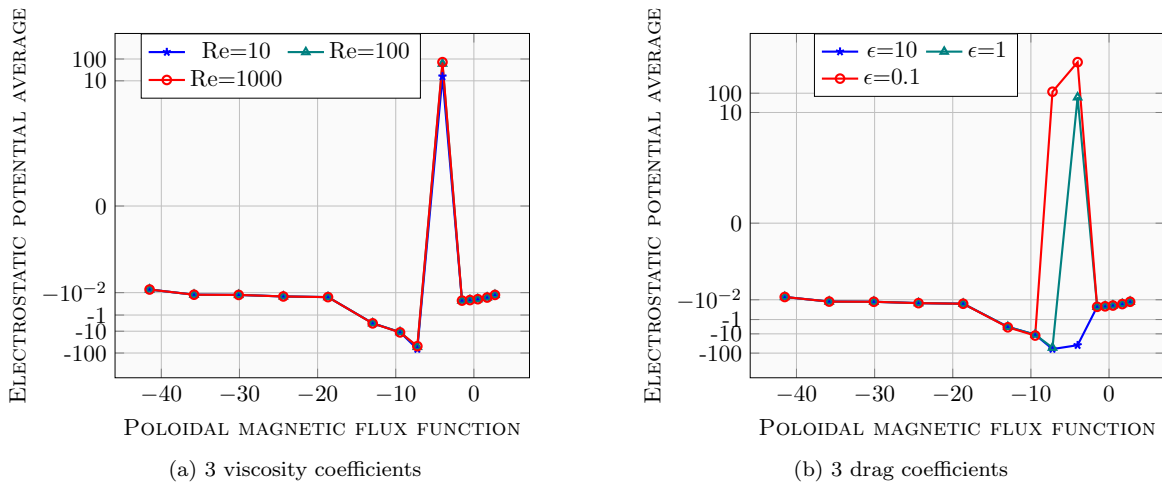 ELECTROSTATIC POTENTIAL AVERAGE
Re=10 Re=100
Re=1000
100
10
0
−10⁻²
-1
-10
-100
−40 −30 −20 −10 0
POLOIDAL MAGNETIC FLUX FUNCTION
(a) 3 viscosity coefficients
ELECTROSTATIC POTENTIAL AVERAGE
ϵ=10 ϵ=1
ϵ=0.1
100
10
0
−10⁻²
-1
-10
-100
−40 −30 −20 −10 0
POLOIDAL MAGNETIC FLUX FUNCTION
(b) 3 drag coefficients